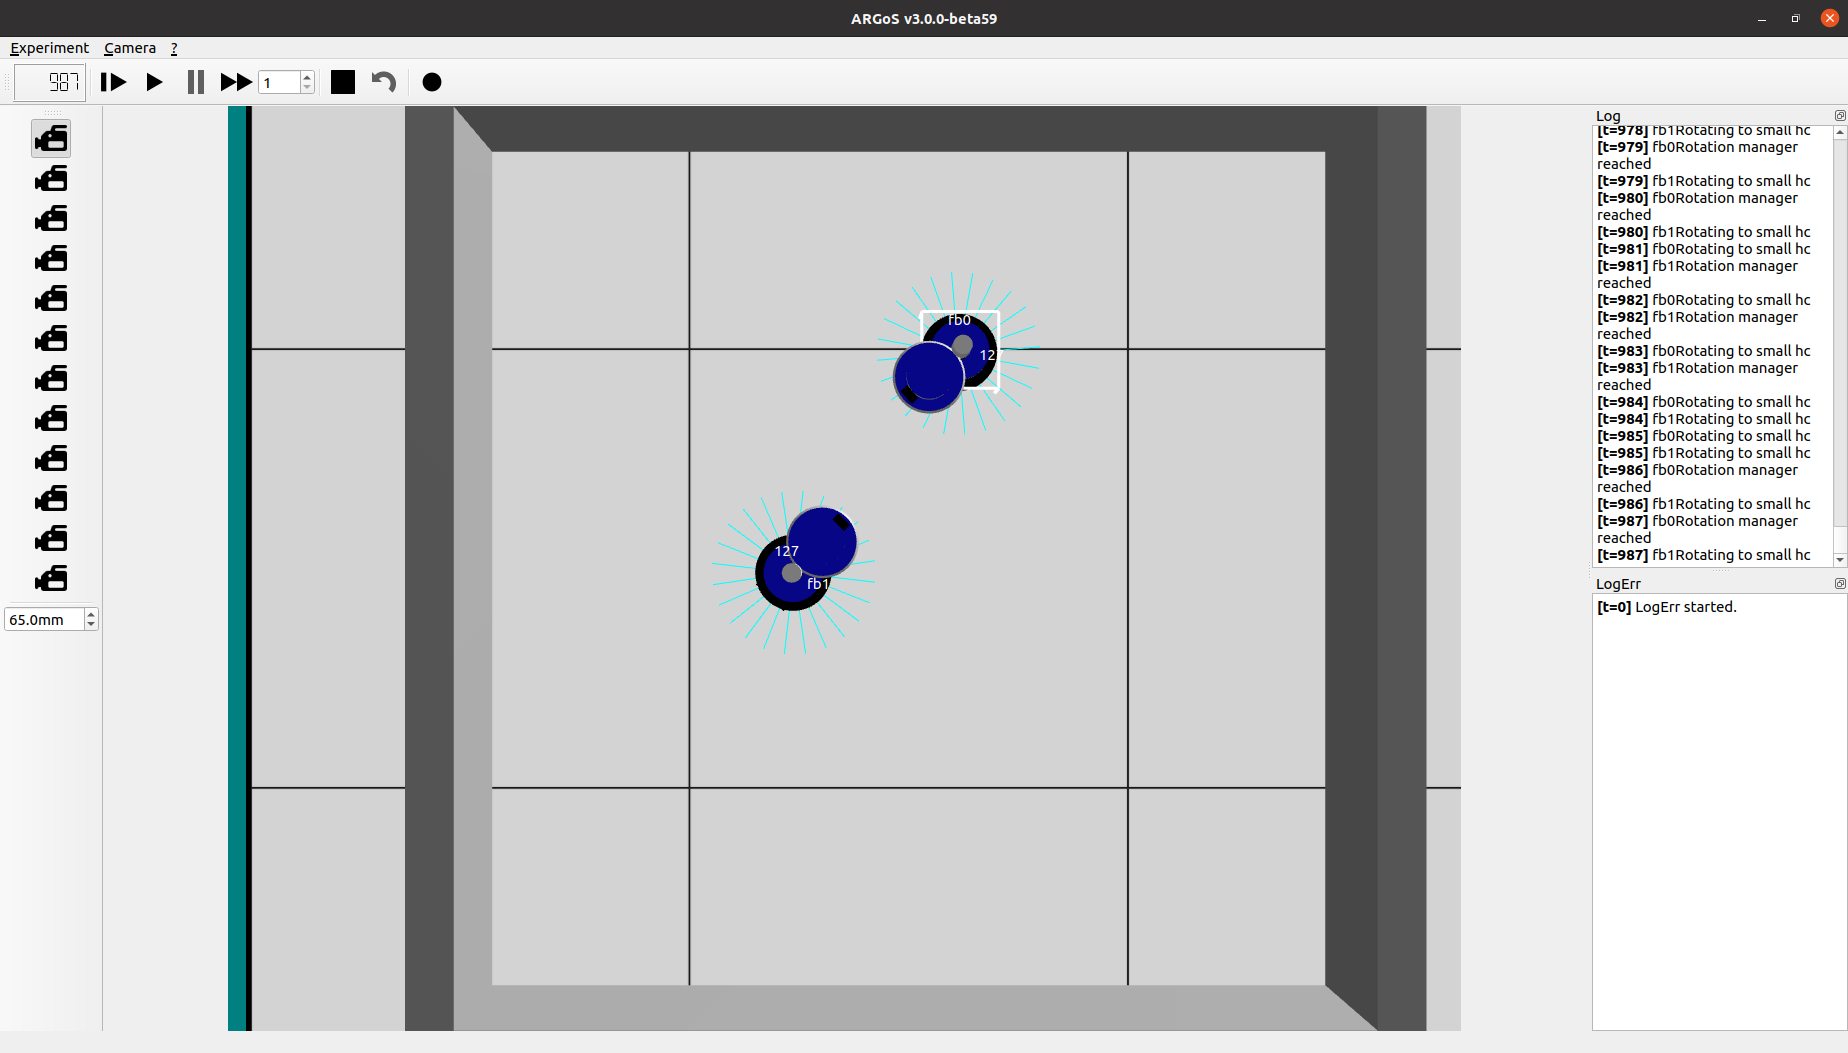 ARGoS v3.0.0-beta59
Experiment Camera ?
987
1
65.0mm
fb0
127
127
fb1
Log
[t=978] fb1Rotating to small hc
[t=979] fb0Rotation manager
reached
[t=979] fb1Rotating to small hc
[t=980] fb0Rotation manager
reached
[t=980] fb1Rotating to small hc
[t=981] fb0Rotating to small hc
[t=981] fb1Rotation manager
reached
[t=982] fb0Rotating to small hc
[t=982] fb1Rotation manager
reached
[t=983] fb0Rotating to small hc
[t=983] fb1Rotation manager
reached
[t=984] fb0Rotating to small hc
[t=984] fb1Rotating to small hc
[t=985] fb0Rotating to small hc
[t=985] fb1Rotating to small hc
[t=986] fb0Rotation manager
reached
[t=986] fb1Rotating to small hc
[t=987] fb0Rotation manager
reached
[t=987] fb1Rotating to small hc
LogErr
[t=0] LogErr started.